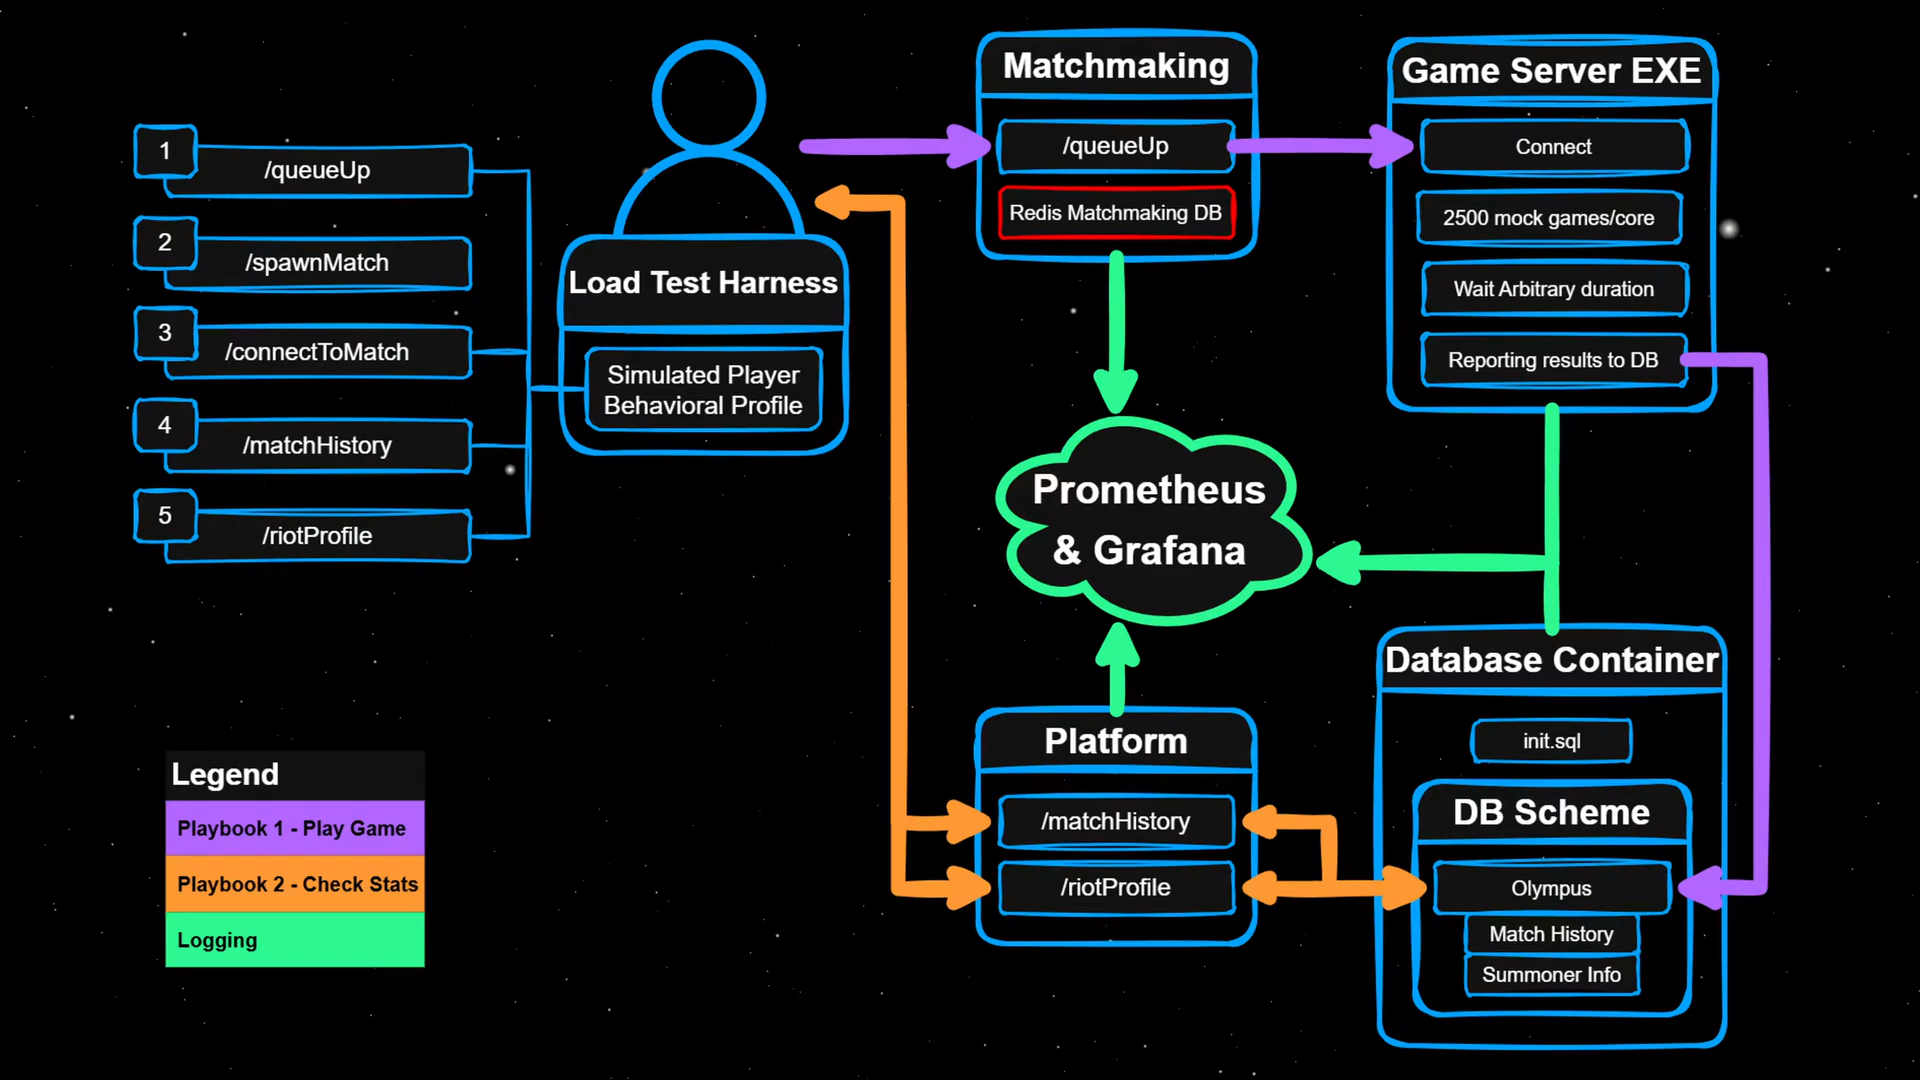 1
/queueUp
2
/spawnMatch
3
/connectToMatch
4
/matchHistory
5
/riotProfile
Load Test Harness
Simulated Player
Behavioral Profile
Matchmaking
/queueUp
Redis Matchmaking DB
Game Server EXE
Connect
2500 mock games/core
Wait Arbitrary duration
Reporting results to DB
Prometheus
& Grafana
Platform
/matchHistory
/riotProfile
Database Container
init.sql
DB Scheme
Olympus
Match History
Summoner Info
Legend
Playbook 1 - Play Game
Playbook 2 - Check Stats
Logging